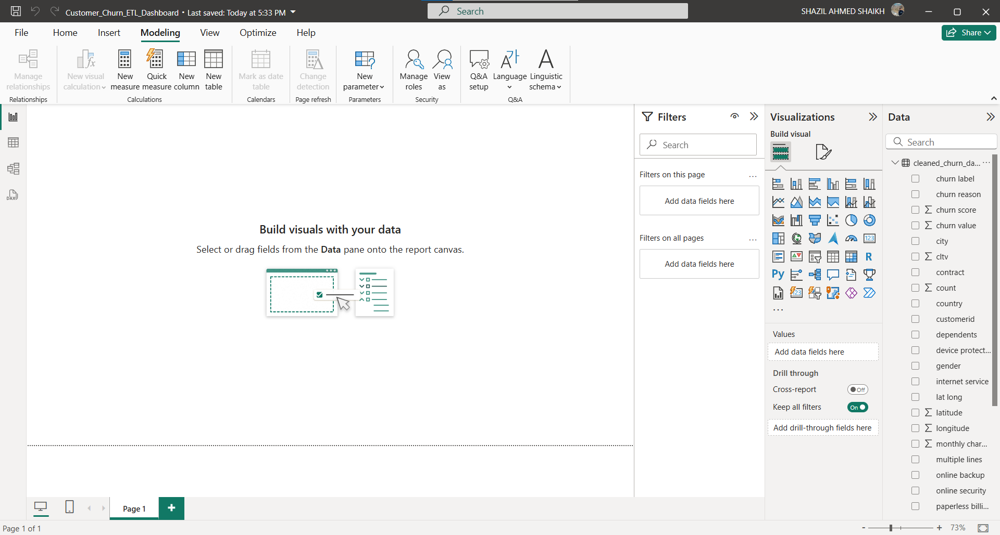 Customer_Churn_ETL_Dashboard • Last saved: Today at 5:33 PM
Search
SHAZIL AHMED SHAIKH
File Home Insert Modeling View Optimize Help
Share
Manage relationships
New visual calculation
New measure
Quick measure
New column
New table
Mark as date table
Change detection
New parameter
Manage roles
View as
Q&A setup
Language
Linguistic schema
Relationships
Calculations
Calendars
Page refresh
Parameters
Security
Q&A
DAX
Build visuals with your data
Select or drag fields from the Data pane onto the report canvas.
Filters
Search
Filters on this page ...
Add data fields here
Filters on all pages ...
Add data fields here
Visualizations
Build visual
123
R
Py
123
...
Values
Add data fields here
Drill through
Cross-report Off
Keep all filters On
Add drill-through fields here
Data
Search
cleaned_churn_da... ...
churn label
churn reason
Σ churn score
Σ churn value
city
Σ cltv
contract
Σ count
country
customerid
dependents
device protect...
gender
internet service
lat long
Σ latitude
Σ longitude
Σ monthly char...
multiple lines
online backup
online security
paperless billi...
Page 1
+
Page 1 of 1
- + 73%